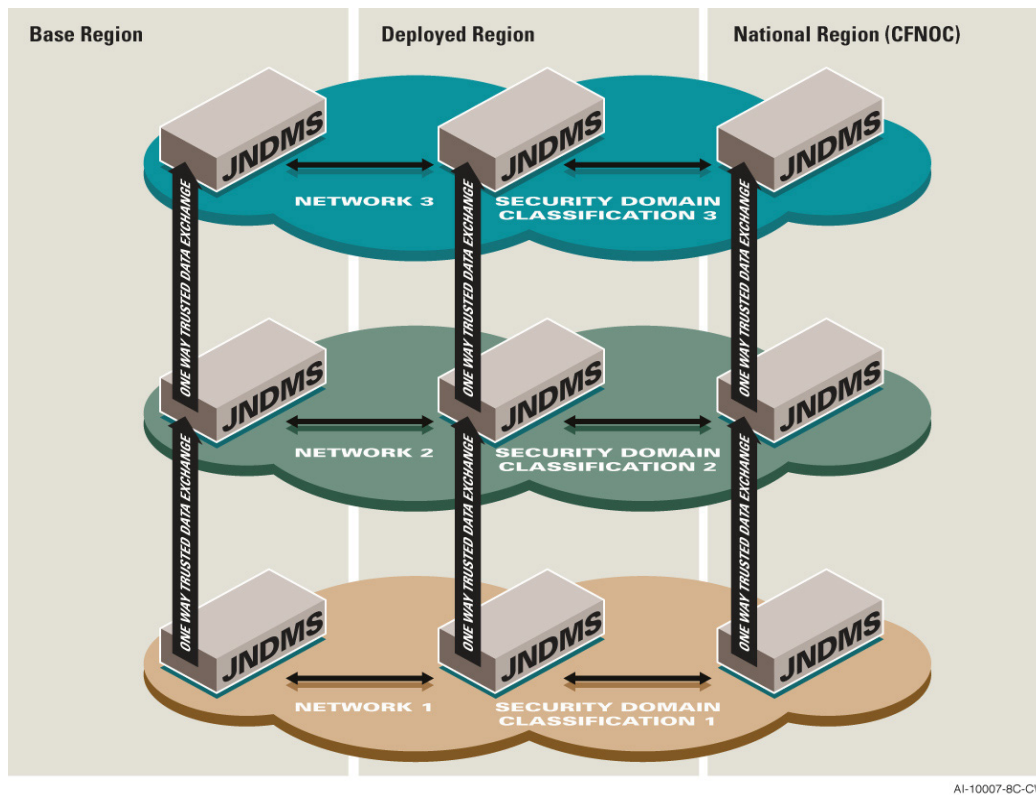 Base Region
Deployed Region
National Region (CFNOC)
JNDMS
JNDMS
JNDMS
NETWORK 3
SECURITY DOMAIN
CLASSIFICATION 3
ONE WAY TRUSTED DATA EXCHANGE
ONE WAY TRUSTED DATA EXCHANGE
ONE WAY TRUSTED DATA EXCHANGE
JNDMS
JNDMS
JNDMS
NETWORK 2
SECURITY DOMAIN
CLASSIFICATION 2
ONE WAY TRUSTED DATA EXCHANGE
ONE WAY TRUSTED DATA EXCHANGE
ONE WAY TRUSTED DATA EXCHANGE
JNDMS
JNDMS
JNDMS
NETWORK 1
SECURITY DOMAIN
CLASSIFICATION 1